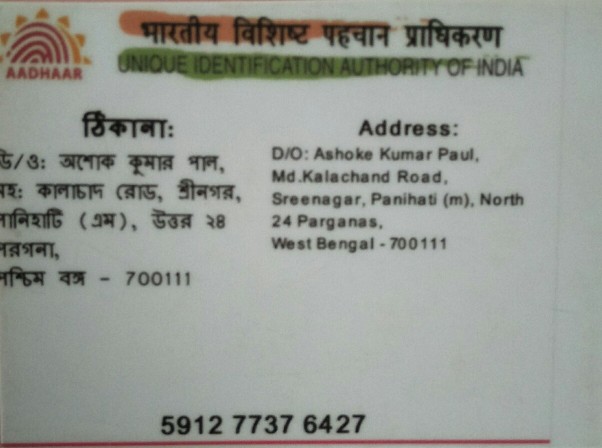 भारतीय विशिष्ट पहचान प्राधिकरण
AADHAAR
UNIQUE IDENTIFICATION AUTHORITY OF INDIA
ঠিকানা:
ডি/ও: অশোক কুমার পাল,
মহ: কালাচাদ রোড, শ্রীনগর,
পানিহাটি (এম), উত্তর ২৪
পরগনা,
পশ্চিম বঙ্গ - 700111
Address:
D/O: Ashoke Kumar Paul,
Md.Kalachand Road,
Sreenagar, Panihati (m), North
24 Parganas,
West Bengal - 700111
5912 7737 6427